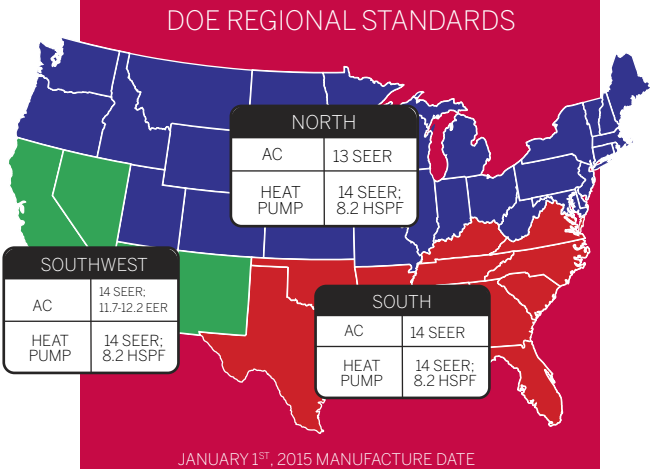 DOE REGIONAL STANDARDS
NORTH
AC 13 SEER
HEAT PUMP 14 SEER;
8.2 HSPF
SOUTHWEST
AC 14 SEER;
11.7-12.2 EER
HEAT PUMP 14 SEER;
8.2 HSPF
SOUTH
AC 14 SEER
HEAT PUMP 14 SEER;
8.2 HSPF
JANUARY 1ST, 2015 MANUFACTURE DATE